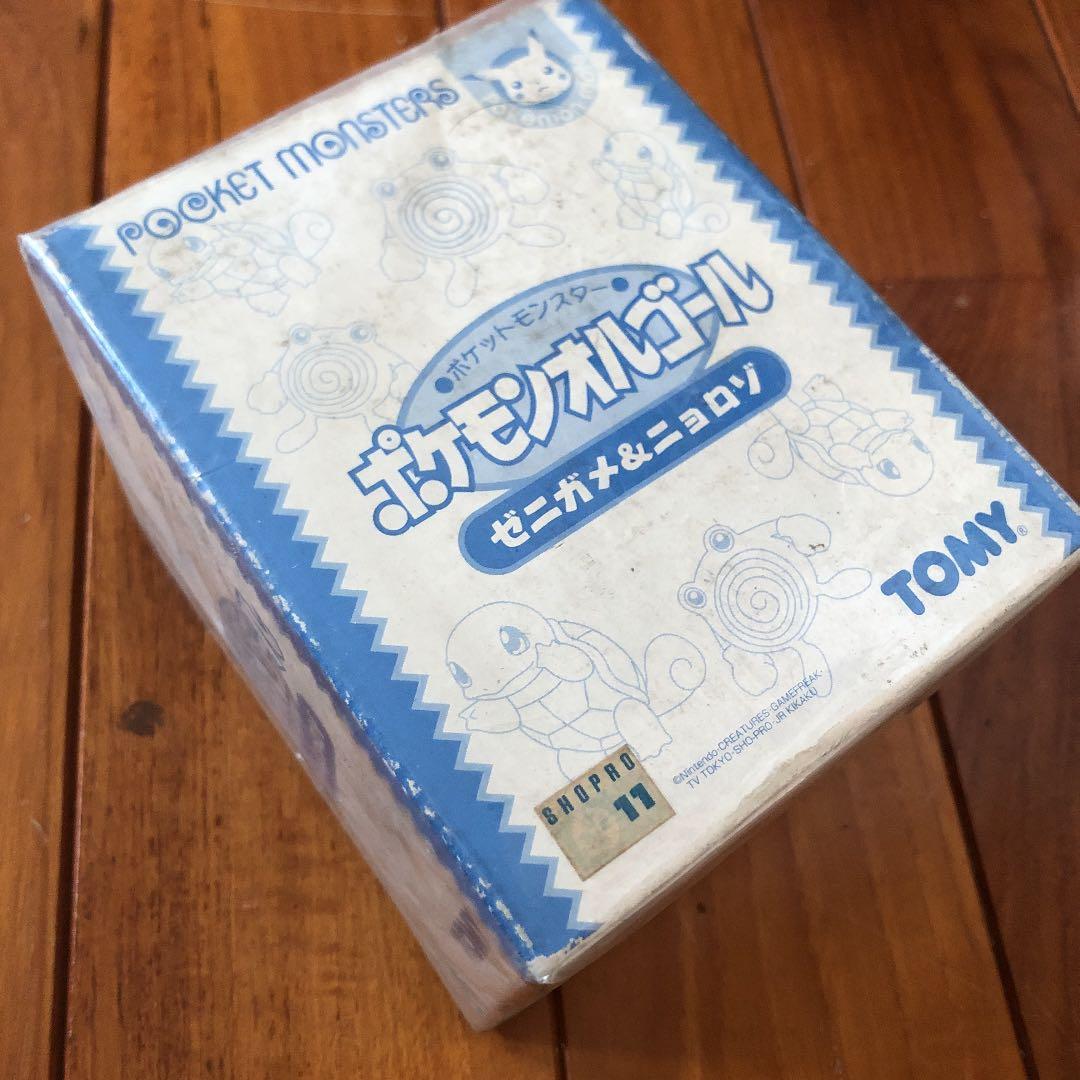 POCKET MONSTERS
ポケットモンスター
ポケモンオルゴール
ゼニガメ&ニョロゾ
TOMY®
©Nintendo·CREATURES·GAMEFREAK·
TV TOKYO·SHO-PRO·JR KIKAKU
SHOPRO
11